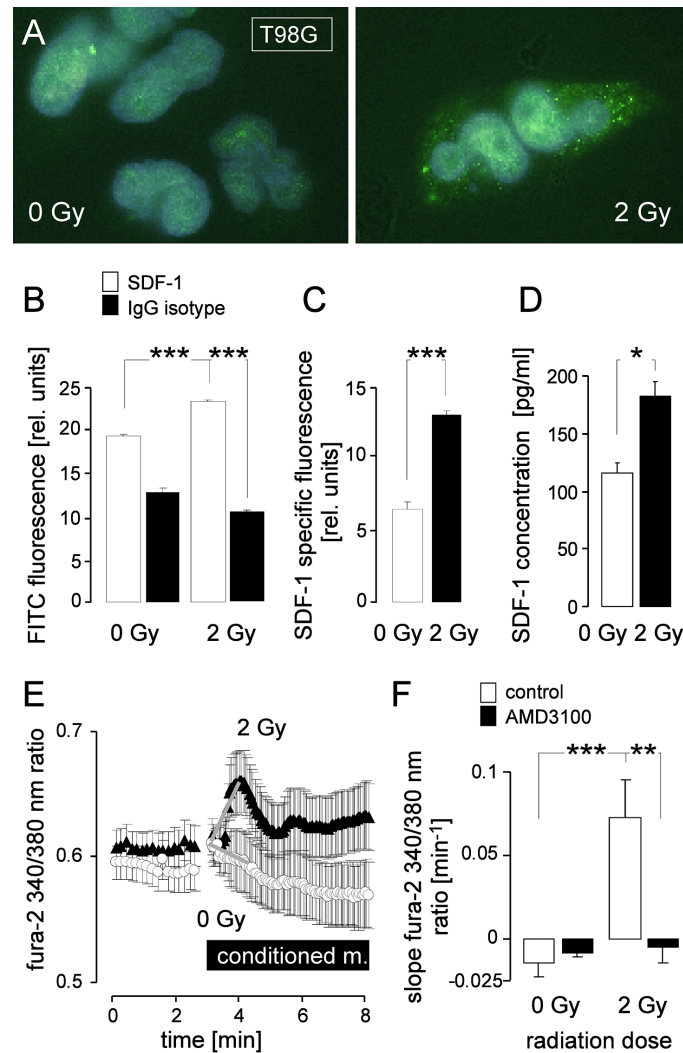 A
T98G
0 Gy
2 Gy
B
SDF-1
IgG isotype
C
D
*** ***
***
*
FITC fluorescence [rel. units]
25
20
15
10
5
0
0 Gy
2 Gy
SDF-1 specific fluorescence
[rel. units]
15
10
5
0
0 Gy 2 Gy
SDF-1 concentration [pg/ml]
200
150
100
50
0
0 Gy 2 Gy
E
fura-2 340/380 nm ratio
0.7
0.6
0.5
2 Gy
0 Gy
conditioned m.
0
2
4
6
8
time [min]
F
control
AMD3100
*** **
slope fura-2 340/380 nm
ratio [min-1]
0.1
0.05
0
-0.025
0 Gy
2 Gy
radiation dose